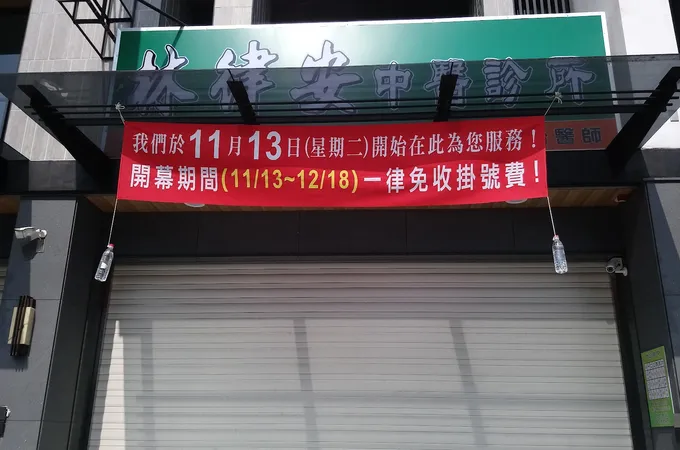 林律安中醫診所
醫師
我們於11月13日(星期二)開始在此為您服務!
開幕期間(11/13~12/18)一律免收掛號費!